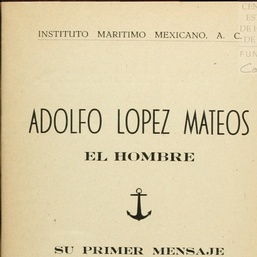 INSTITUTO MARITIMO MEXICANO, A. C.
ADOLFO LOPEZ MATEOS
EL HOMBRE
SU PRIMER MENSAJE